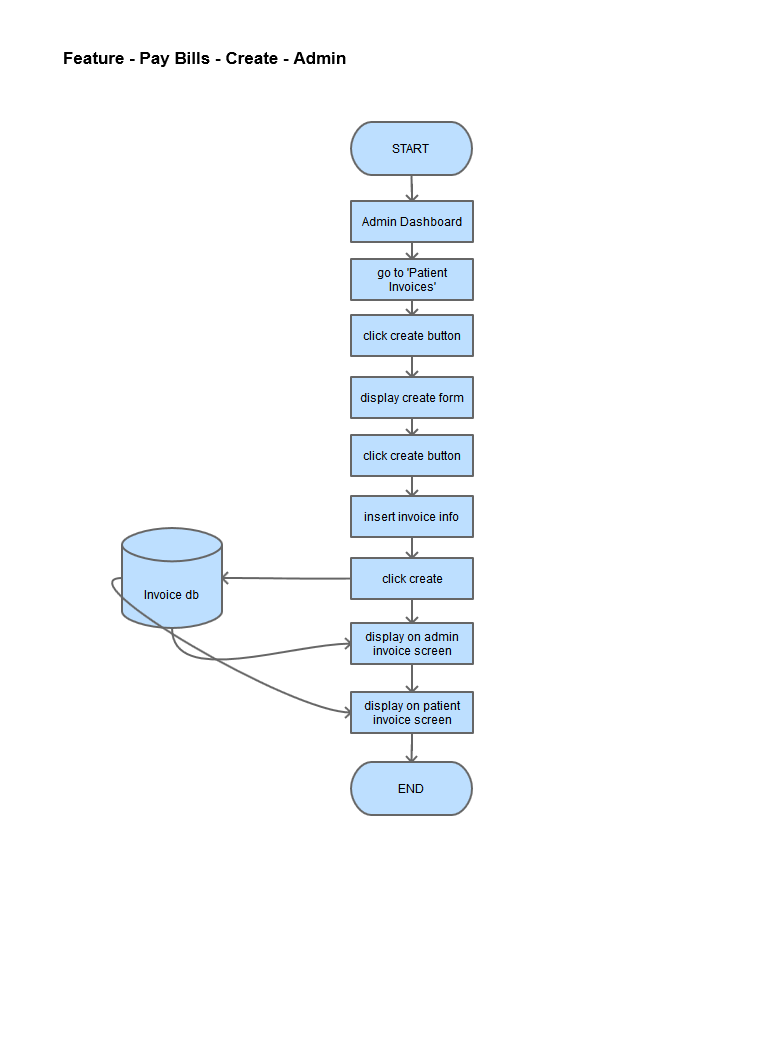 Feature - Pay Bills - Create - Admin
START
Admin Dashboard
go to 'Patient
Invoices'
click create button
display create form
click create button
insert invoice info
click create
Invoice db
display on admin
invoice screen
display on patient
invoice screen
END